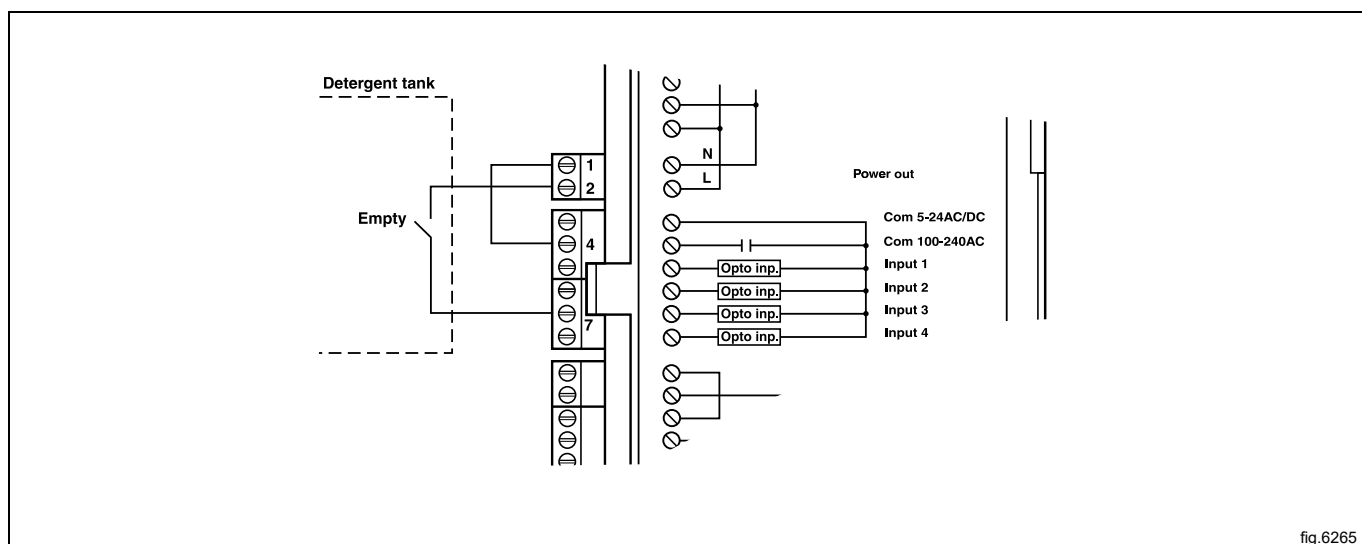 Detergent tank
1
2
Empty
4
7
N
L
Power out
Com 5-24AC/DC
Com 100-240AC
Opto inp. Input 1
Opto inp. Input 2
Opto inp. Input 3
Opto inp. Input 4
fig.6265